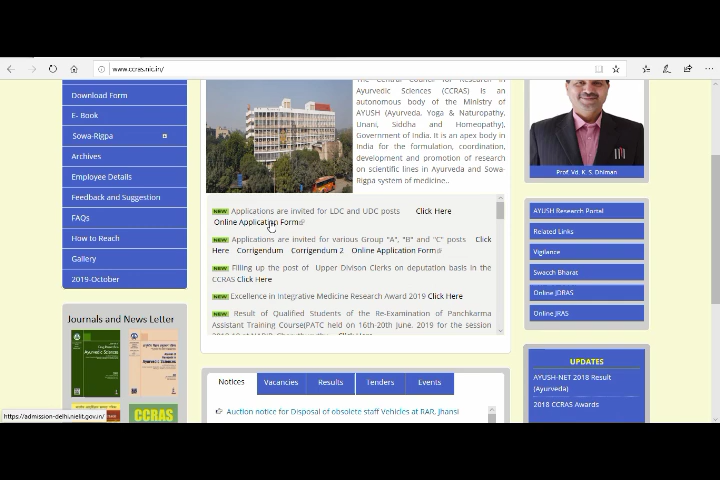 www.ccras.nic.in/
Download Form
E- Book
Sowa-Rigpa
Archives
Employee Details
Feedback and Suggestion
FAQs
How to Reach
Gallery
2019-October
Journals and News Letter
Ayurvedic Sciences
Ayurvedic Sciences
CCRAS
https://admission-delhi.nielit.gov.in/
The Central Council for Research in
Ayurvedic Sciences (CCRAS) is an
autonomous body of the Ministry of
AYUSH (Ayurveda, Yoga & Naturopathy,
Unani, Siddha and Homeopathy),
Government of India. It is an apex body in
India for the formulation, coordination,
development and promotion of research
on scientific lines in Ayurveda and Sowa-
Rigpa system of medicine..
NEW Applications are invited for LDC and UDC posts Click Here
Online Application Form
NEW Applications are invited for various Group "A", "B" and "C" posts Click
Here Corrigendum Corrigendum 2 Online Application Form
NEW Filling up the post of Upper Divison Clerks on deputation basis in the
CCRAS Click Here
NEW Excellence in Integrative Medicine Research Award 2019 Click Here
NEW Result of Qualified Students of the Re-Examination of Panchkarma
Assistant Training Course(PATC held on 16th-20th June, 2019 for the session
Notices Vacancies Results Tenders Events
Auction notice for Disposal of obsolete staff Vehicles at RAR, Jhansi
Prof. Vd. K. S. Dhiman
AYUSH Research Portal
Related Links
Vigilance
Swacch Bharat
Online JDRAS
Online JRAS
UPDATES
AYUSH-NET 2018 Result
(Ayurveda)
2018 CCRAS Awards